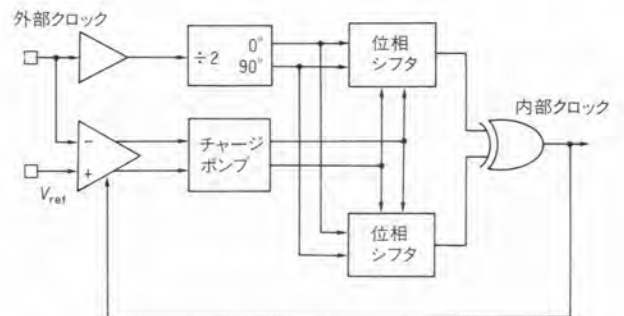 外部クロック
÷2
0°
90°
位相
シフタ
内部クロック
−
+
V_ref
チャージ
ポンプ
位相
シフタ